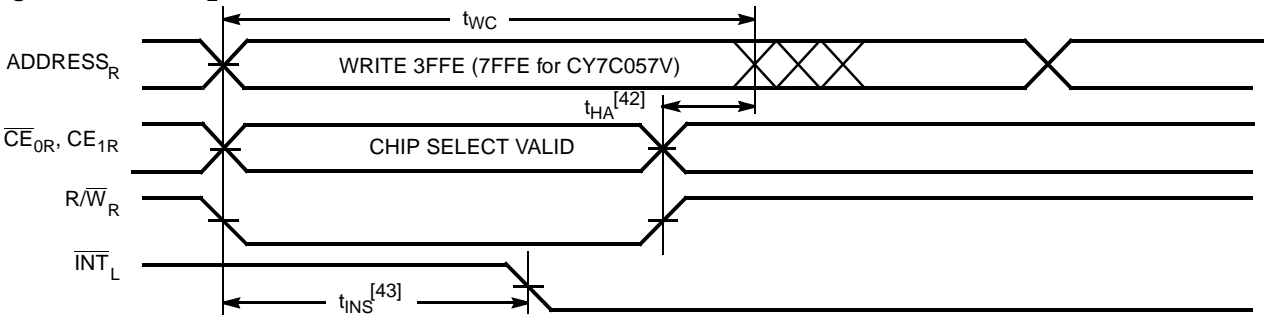 tWC
ADDRESSR
WRITE 3FFE (7FFE for CY7C057V)
tHA[42]
CE0R, CE1R
CHIP SELECT VALID
R/WR
INTL
tINS[43]